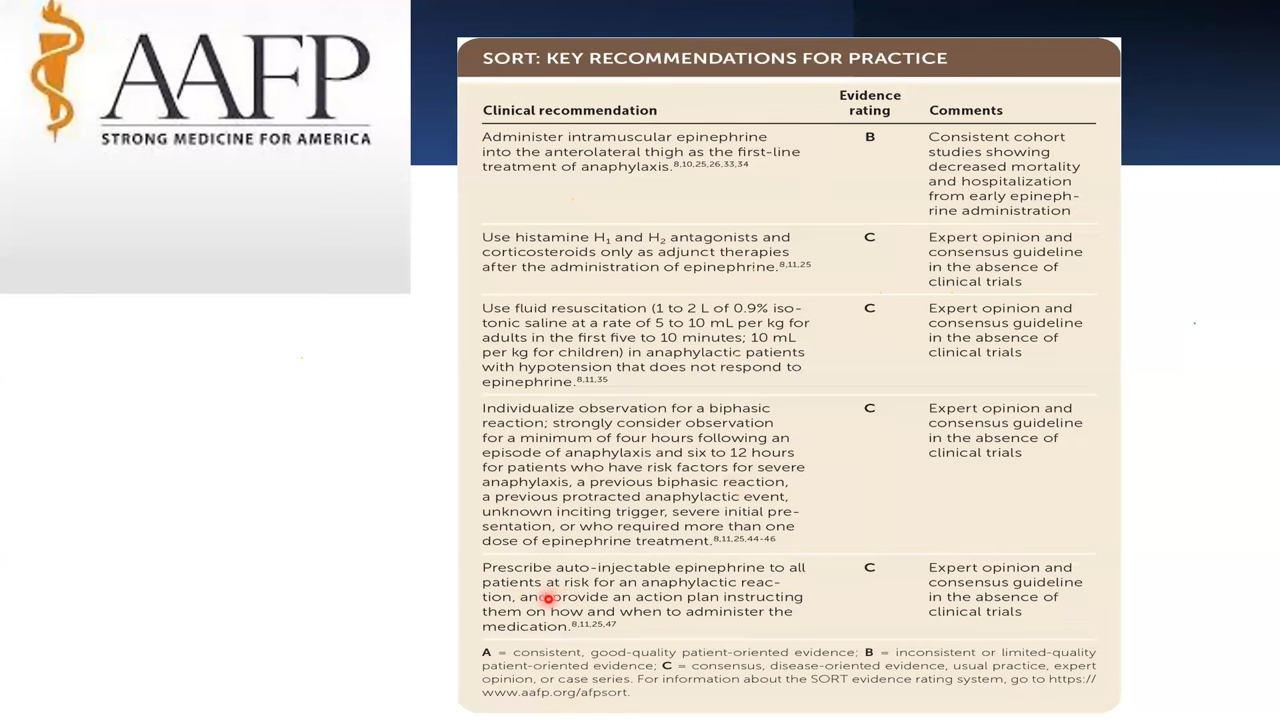 AAFP
STRONG MEDICINE FOR AMERICA
SORT: KEY RECOMMENDATIONS FOR PRACTICE
Clinical recommendation
Evidence rating
Comments
Administer intramuscular epinephrine
into the anterolateral thigh as the first-line
treatment of anaphylaxis.8,10,25,26,33,34
B
Consistent cohort
studies showing
decreased mortality
and hospitalization
from early epineph-
rine administration
Use histamine H1 and H2 antagonists and
corticosteroids only as adjunct therapies
after the administration of epinephrine.8,11,25
C
Expert opinion and
consensus guideline
in the absence of
clinical trials
Use fluid resuscitation (1 to 2 L of 0.9% iso-
tonic saline at a rate of 5 to 10 mL per kg for
adults in the first five to 10 minutes; 10 mL
per kg for children) in anaphylactic patients
with hypotension that does not respond to
epinephrine.8,11,35
C
Expert opinion and
consensus guideline
in the absence of
clinical trials
Individualize observation for a biphasic
reaction; strongly consider observation
for a minimum of four hours following an
episode of anaphylaxis and six to 12 hours
for patients who have risk factors for severe
anaphylaxis, a previous biphasic reaction,
a previous protracted anaphylactic event,
unknown inciting trigger, severe initial pre-
sentation, or who required more than one
dose of epinephrine treatment.8,11,25,44-46
C
Expert opinion and
consensus guideline
in the absence of
clinical trials
Prescribe auto-injectable epinephrine to all
patients at risk for an anaphylactic reac-
tion, and provide an action plan instructing
them on how and when to administer the
medication.8,11,25,47
C
Expert opinion and
consensus guideline
in the absence of
clinical trials
A = consistent, good-quality patient-oriented evidence; B = inconsistent or limited-quality
patient-oriented evidence; C = consensus, disease-oriented evidence, usual practice, expert
opinion, or case series. For information about the SORT evidence rating system, go to https://
www.aafp.org/afpsort.